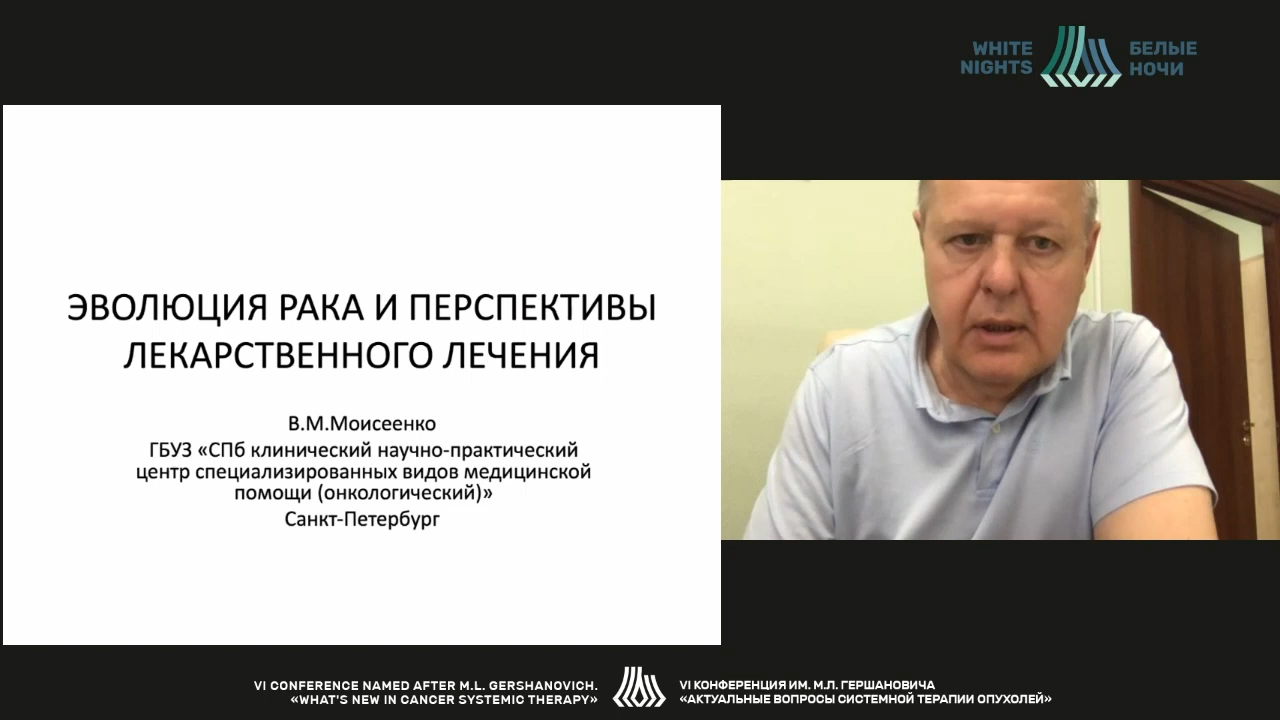 WHITE
NIGHTS
БЕЛЫЕ
НОЧИ
ЭВОЛЮЦИЯ РАКА И ПЕРСПЕКТИВЫ
ЛЕКАРСТВЕННОГО ЛЕЧЕНИЯ
В.М.Моисеенко
ГБУЗ «СПб клинический научно-практический
центр специализированных видов медицинской
помощи (онкологический)»
Санкт-Петербург
VI CONFERENCE NAMED AFTER M.L. GERSHANOVICH.
«WHAT'S NEW IN CANCER SYSTEMIC THERAPY»
VI КОНФЕРЕНЦИЯ ИМ. М.Л. ГЕРШАНОВИЧА
«АКТУАЛЬНЫЕ ВОПРОСЫ СИСТЕМНОЙ ТЕРАПИИ ОПУХОЛЕЙ»